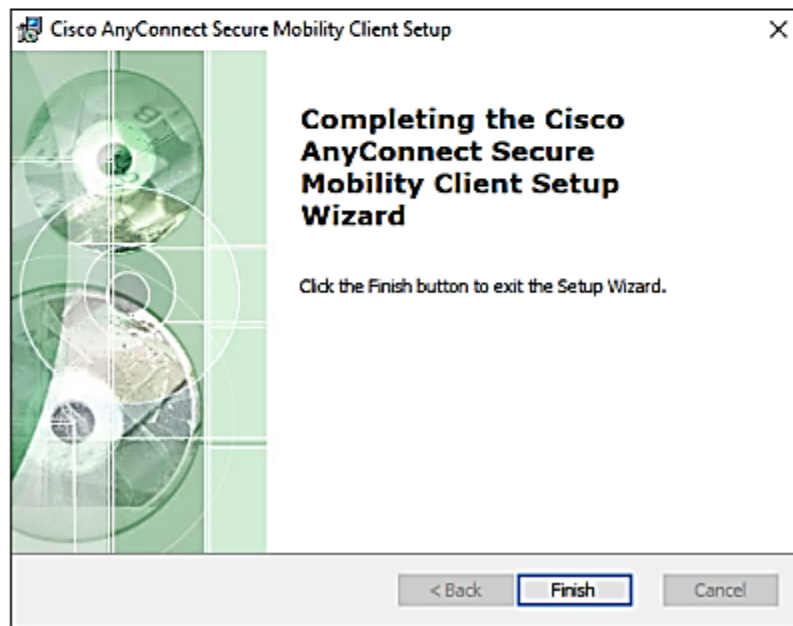 Cisco AnyConnect Secure Mobility Client Setup
Completing the Cisco
AnyConnect Secure
Mobility Client Setup
Wizard
Click the Finish button to exit the Setup Wizard.
< Back Finish Cancel